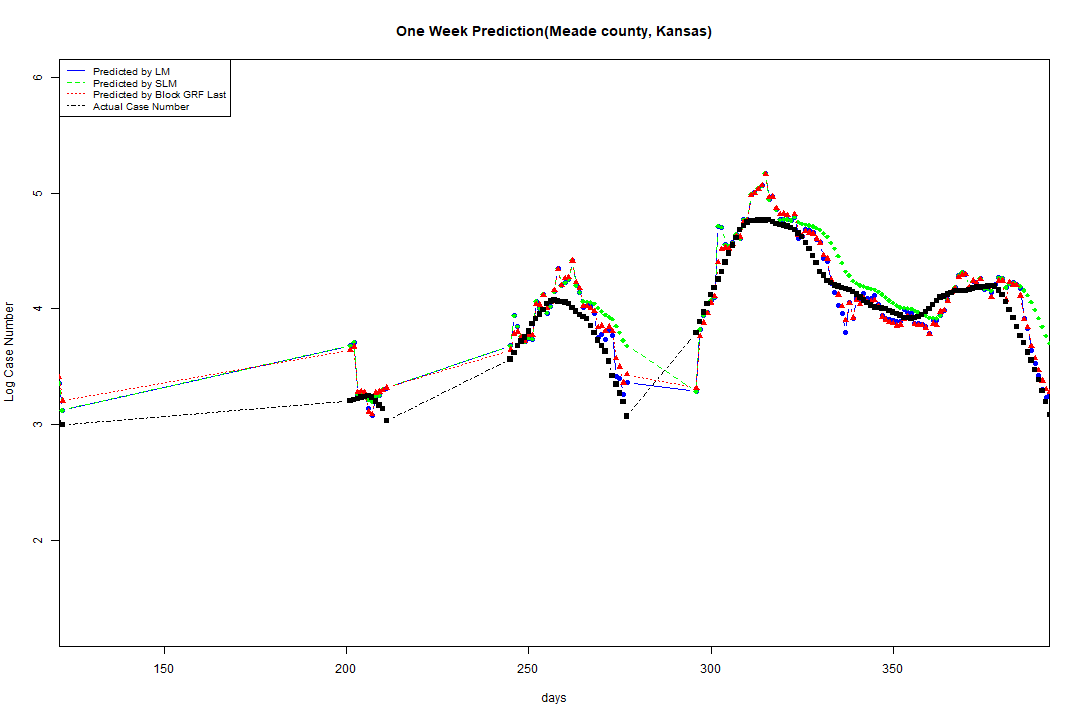 One Week Prediction(Meade county, Kansas)
Predicted by LM
Predicted by SLM
Predicted by Block GRF Last
Actual Case Number
6
5
4
3
2
Log Case Number
150 200 250 300 350
days